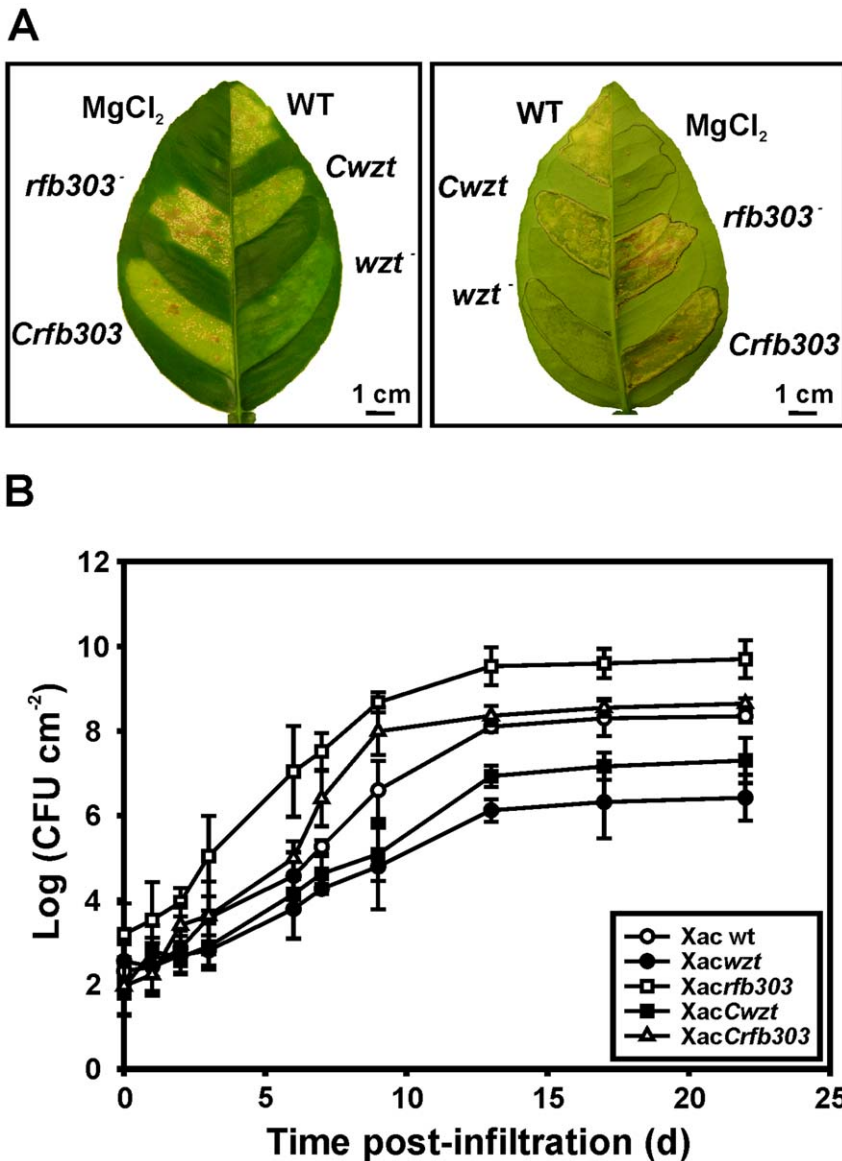 A
MgCl₂
WT
rfb303⁻
Cwzt
wzt⁻
Crfb303
1 cm
WT
MgCl₂
Cwzt
rfb303⁻
wzt⁻
Crfb303
1 cm
B
Log (CFU cm⁻²)
12
10
8
6
4
2
0
0 5 10 15 20 25
Time post-infiltration (d)
Xac wt
Xacwzt
Xacrfb303
XacCwzt
XacCrfb303